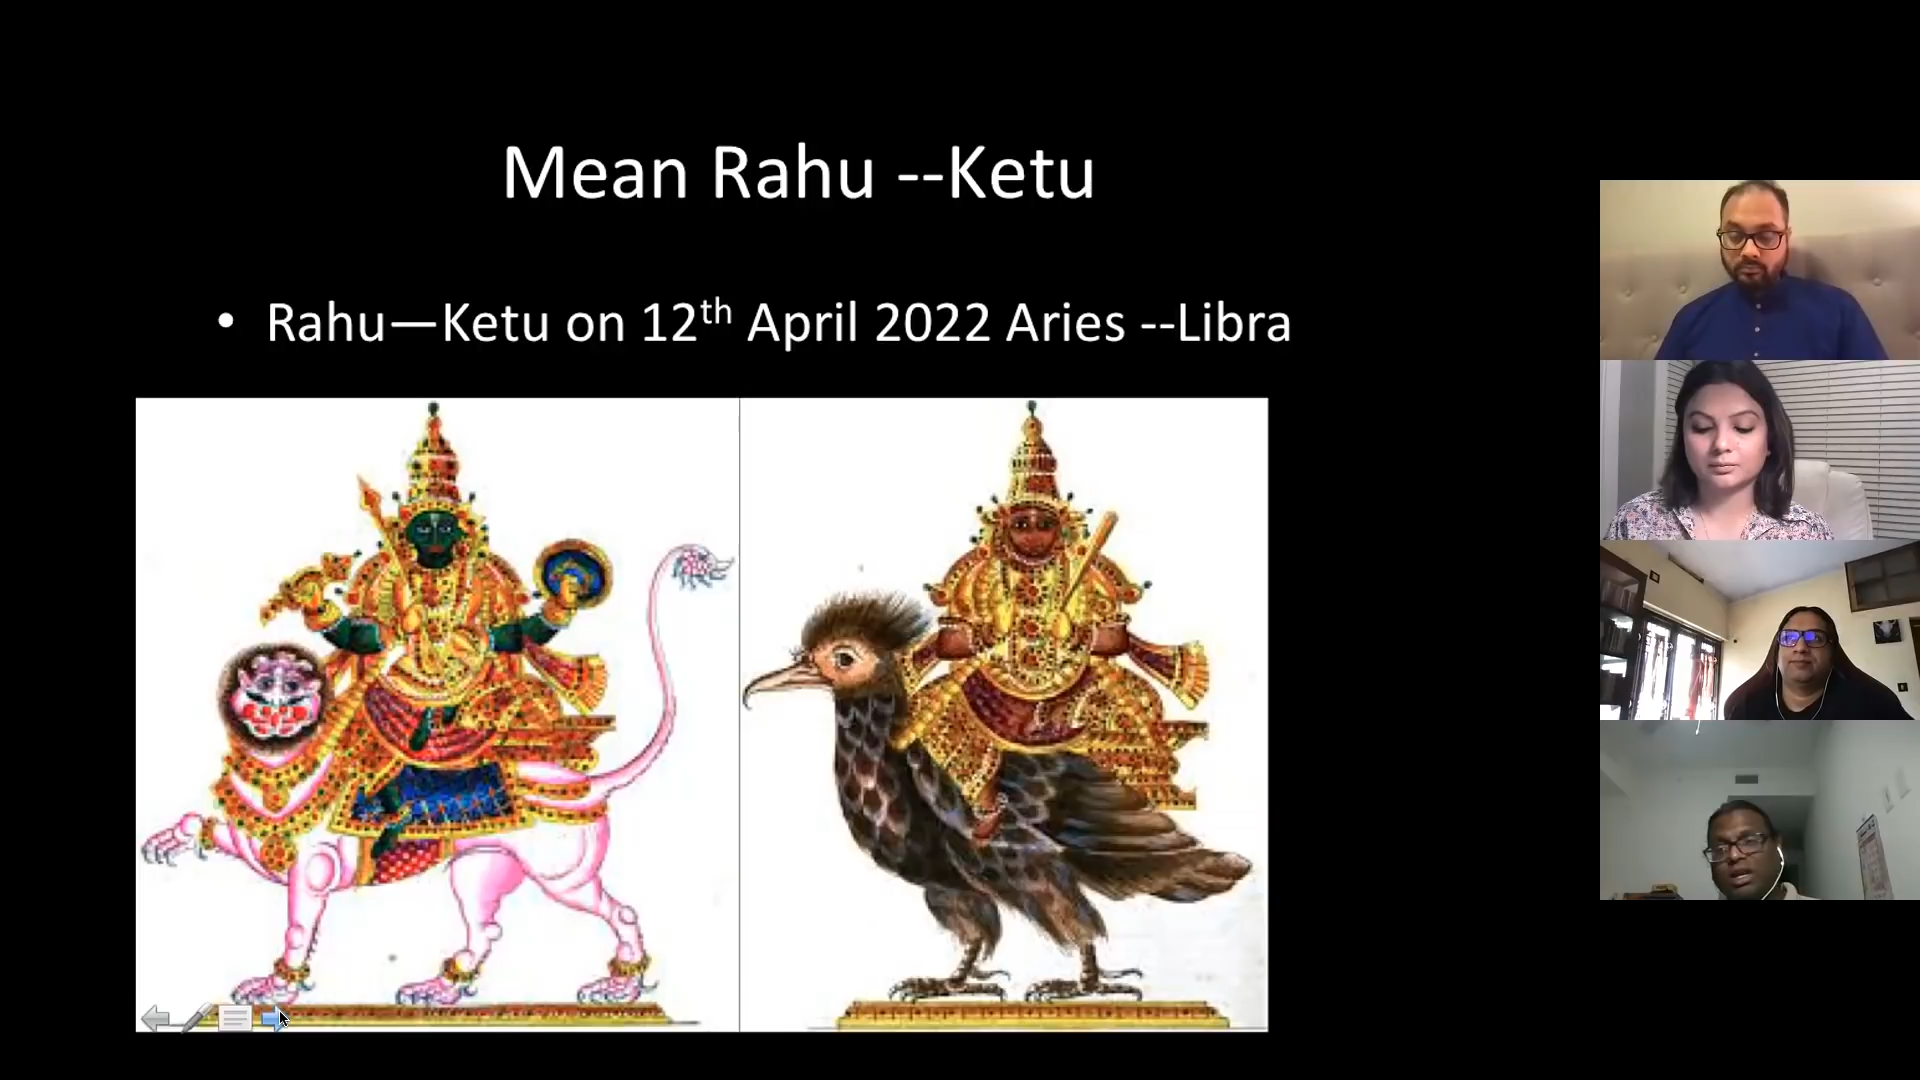 Mean Rahu --Ketu
• Rahu—Ketu on 12th April 2022 Aries --Libra